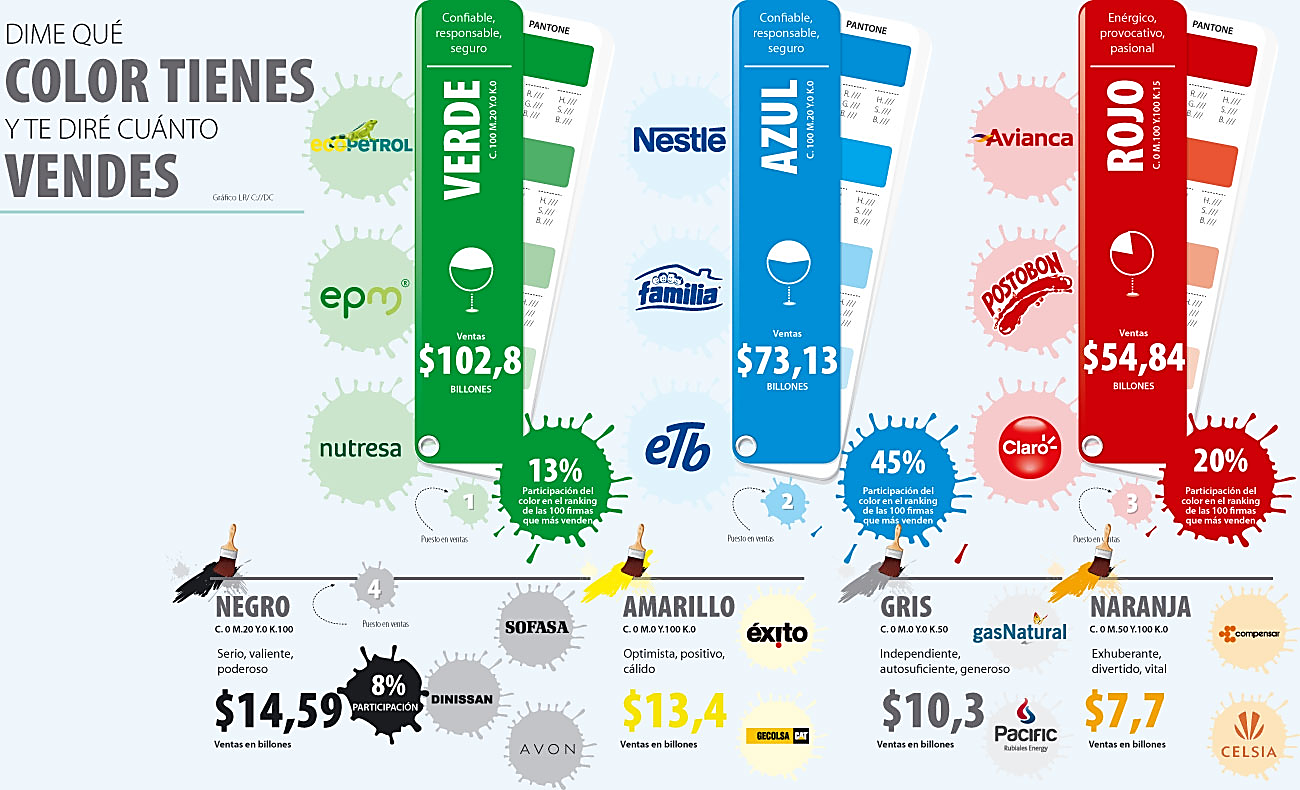 DIME QUÉ
COLOR TIENES
Y TE DIRÉ CUÁNTO
VENDES
Gráfico LR/ C://DC
ecoPETROL
epm®
nutresa
Confiable,
responsable,
seguro
VERDE
C. 100 M.20 Y.0 K.0
PANTONE
R.///
G.///
B.///
H.///
S.///
B.///
H.///
S.///
B.///
H.///
Ventas
$102,8
BILLONES
13%
Participación del
color en el ranking
de las 100 firmas
que más venden
1
Puesto en ventas
Nestlé
familia
eTb
Confiable,
responsable,
seguro
AZUL
C. 100 M.20 Y.0 K.0
PANTONE
R.///
G.///
B.///
H.///
S.///
B.///
H.///
S.///
B.///
H.///
Ventas
$73,13
BILLONES
45%
Participación del
color en el ranking
de las 100 firmas
que más venden
2
Puesto en ventas
Avianca
POSTOBON
Claro
Enérgico,
provocativo,
pasional
ROJO
C. 0 M.100 Y.100 K.15
PANTONE
R.///
G.///
B.///
H.///
S.///
B.///
H.///
S.///
B.///
H.///
Ventas
$54,84
BILLONES
20%
Participación del
color en el ranking
de las 100 firmas
que más venden
3
Puesto en ventas
NEGRO
C. 0 M.20 Y.0 K.100
4
Puesto en ventas
Serio, valiente,
poderoso
$14,59
Ventas en billones
8%
PARTICIPACIÓN
SOFASA
DINISSAN
AVON
AMARILLO
C. 0 M.0 Y.100 K.0
Optimista, positivo,
cálido
$13,4
Ventas en billones
éxito
GECOLSA CAT
GRIS
C. 0 M.0 Y.0 K.50
Independiente,
autosuficiente, generoso
$10,3
Ventas en billones
gasNatural
PACIFIC
Rubiales Energy
NARANJA
C. 0 M.50 Y.100 K.0
Exhuberante,
divertido, vital
$7,7
Ventas en billones
compensar
CELSIA